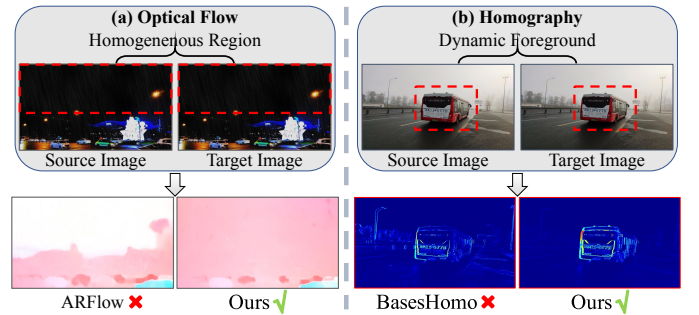 (a) Optical Flow
Homogenenous Region
Source Image
Target Image
ARFlow
Ours
(b) Homography
Dynamic Foreground
Source Image
Target Image
BasesHomo
Ours